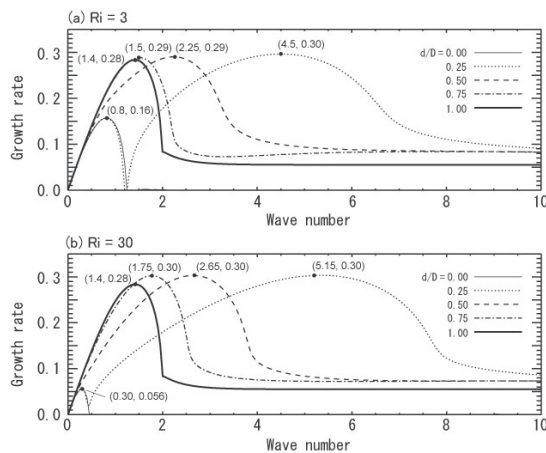 (a) Ri = 3
(1.5, 0.29) (2.25, 0.29) (4.5, 0.30)
(1.4, 0.28)
(0.8, 0.16)
d/D = 0.00
0.25
0.50
0.75
1.00
Growth rate
0.3
0.2
0.1
0.0
0 2 4 6 8 10
Wave number
(b) Ri = 30
(1.75, 0.30) (2.65, 0.30) (5.15, 0.30)
(1.4, 0.28)
(0.30, 0.056)
d/D = 0.00
0.25
0.50
0.75
1.00
Growth rate
0.3
0.2
0.1
0.0
0 2 4 6 8 10
Wave number